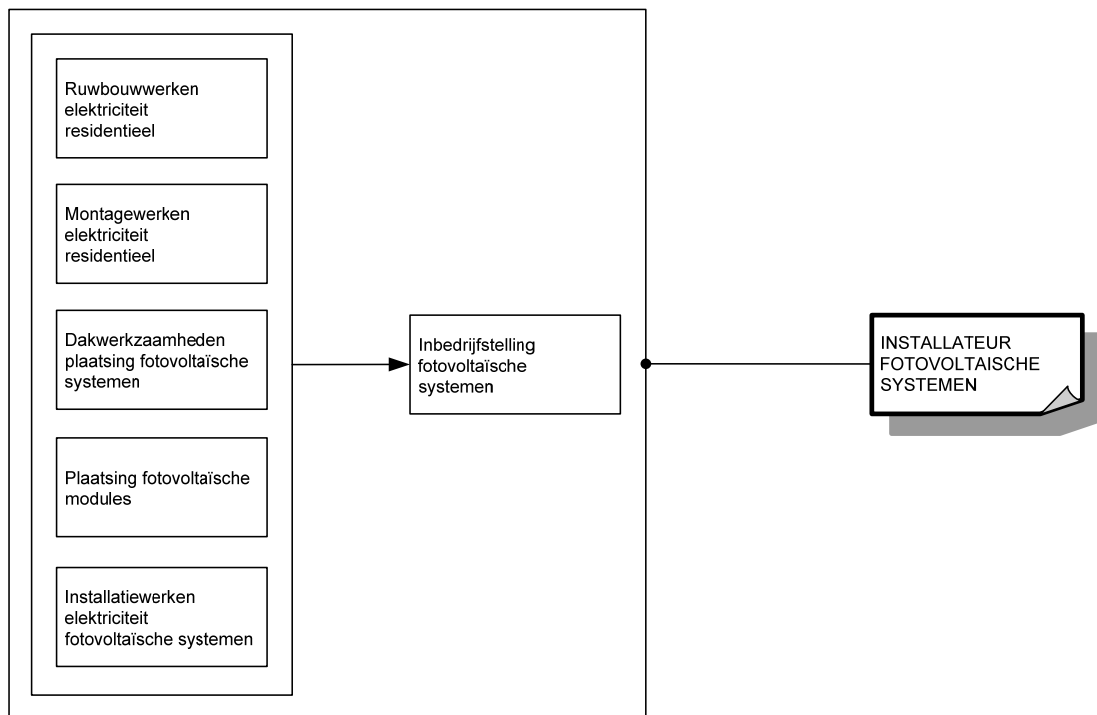 Ruwbouwwerken
elektriciteit
residentieel
Montagewerken
elektriciteit
residentieel
Dakwerkzaamheden
plaatsing fotovoltaïsche
systemen
Plaatsing fotovoltaïsche
modules
Installatiewerken
elektriciteit
fotovoltaïsche systemen
Inbedrijfstelling
fotovoltaïsche
systemen
INSTALLATEUR
FOTOVOLTAISCHE
SYSTEMEN